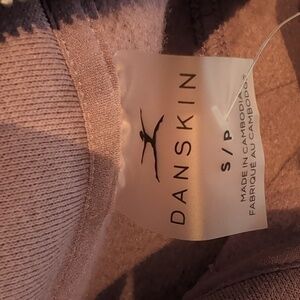 DANSKIN
S / P
MADE IN CAMBODIA
FABRIQUÉ AU CAMBODGE